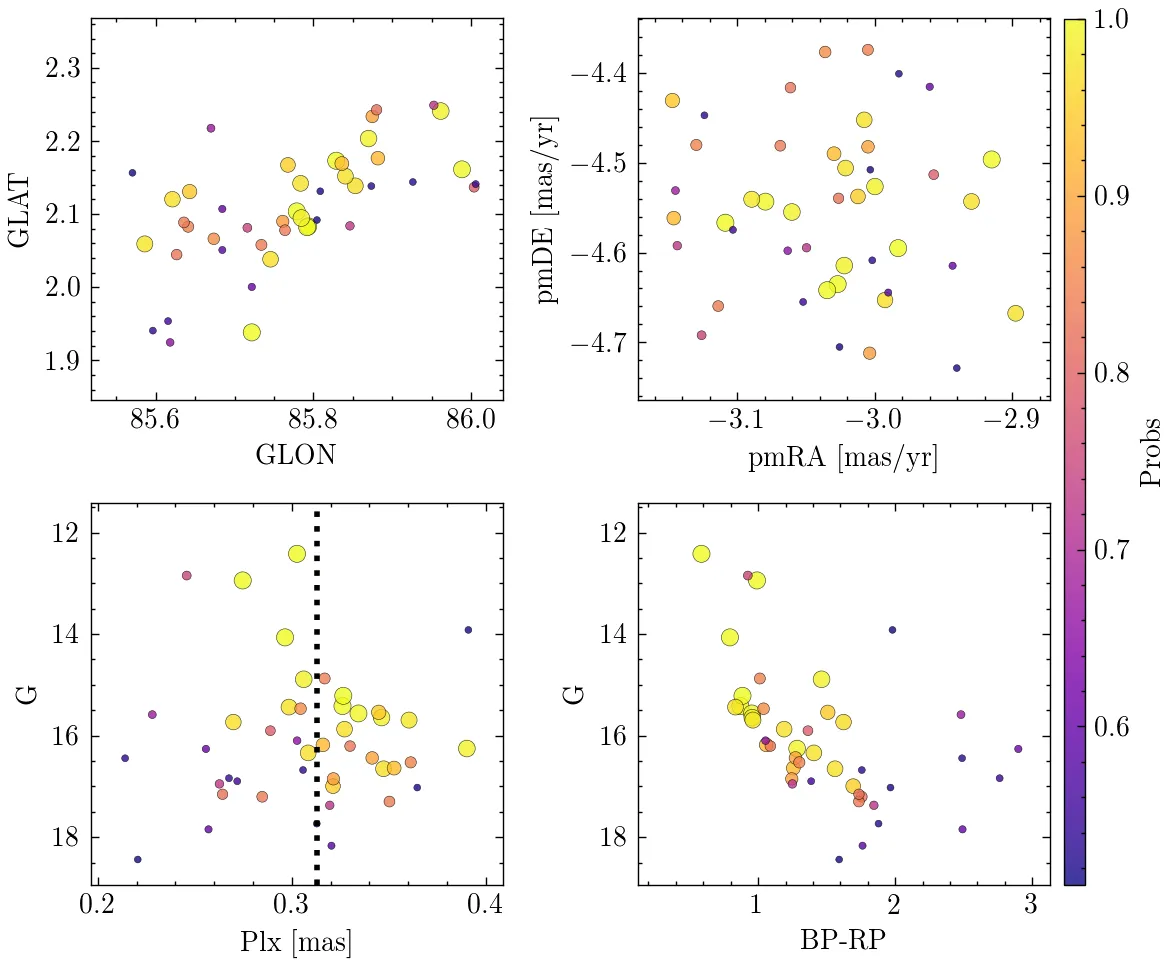 2.3
2.2
2.1
2.0
1.9
GLAT
85.6 85.8 86.0
GLON
−4.4
−4.5
−4.6
−4.7
pmDE [mas/yr]
−3.1 −3.0 −2.9
pmRA [mas/yr]
12
14
16
18
G
0.2 0.3 0.4
Plx [mas]
12
14
16
18
G
1 2 3
BP-RP
1.0
0.9
0.8
0.7
0.6
Probs